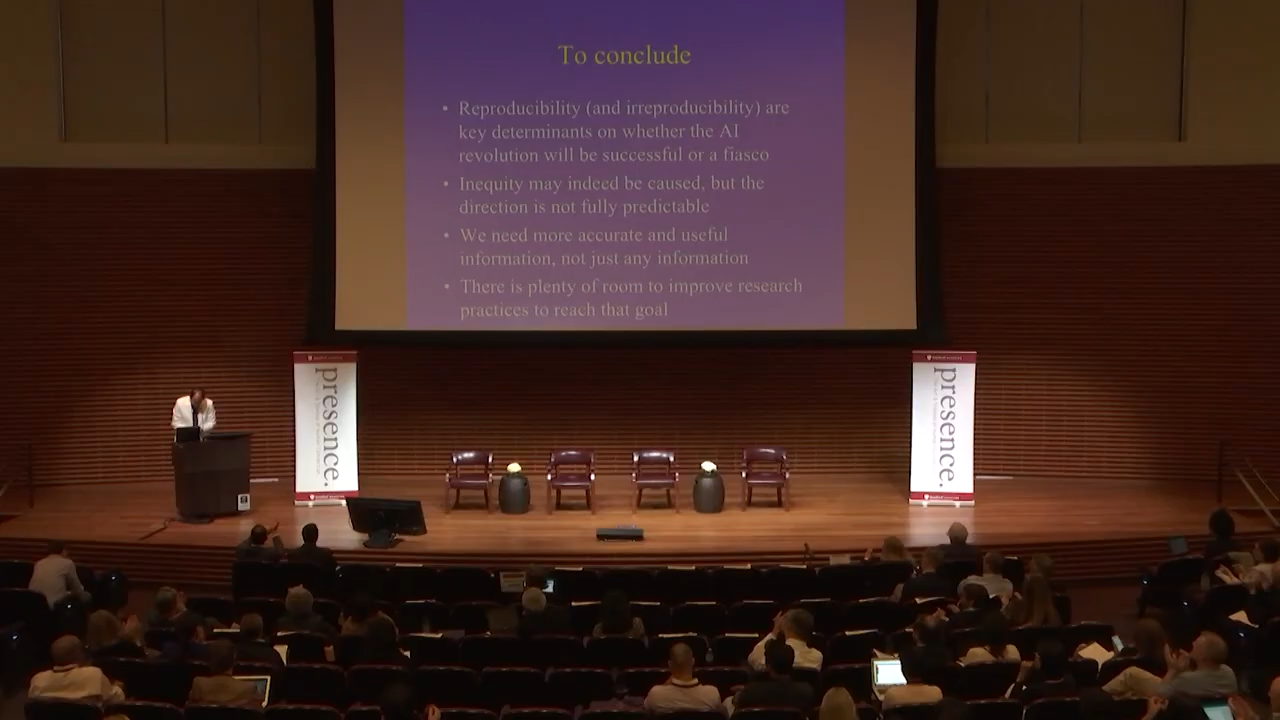 To conclude
• Reproducibility (and irreproducibility) are
key determinants on whether the AI
revolution will be successful or a fiasco
• Inequity may indeed be caused, but the
direction is not fully predictable
• We need more accurate and useful
information, not just any information
• There is plenty of room to improve research
practices to reach that goal
presence.
presence.